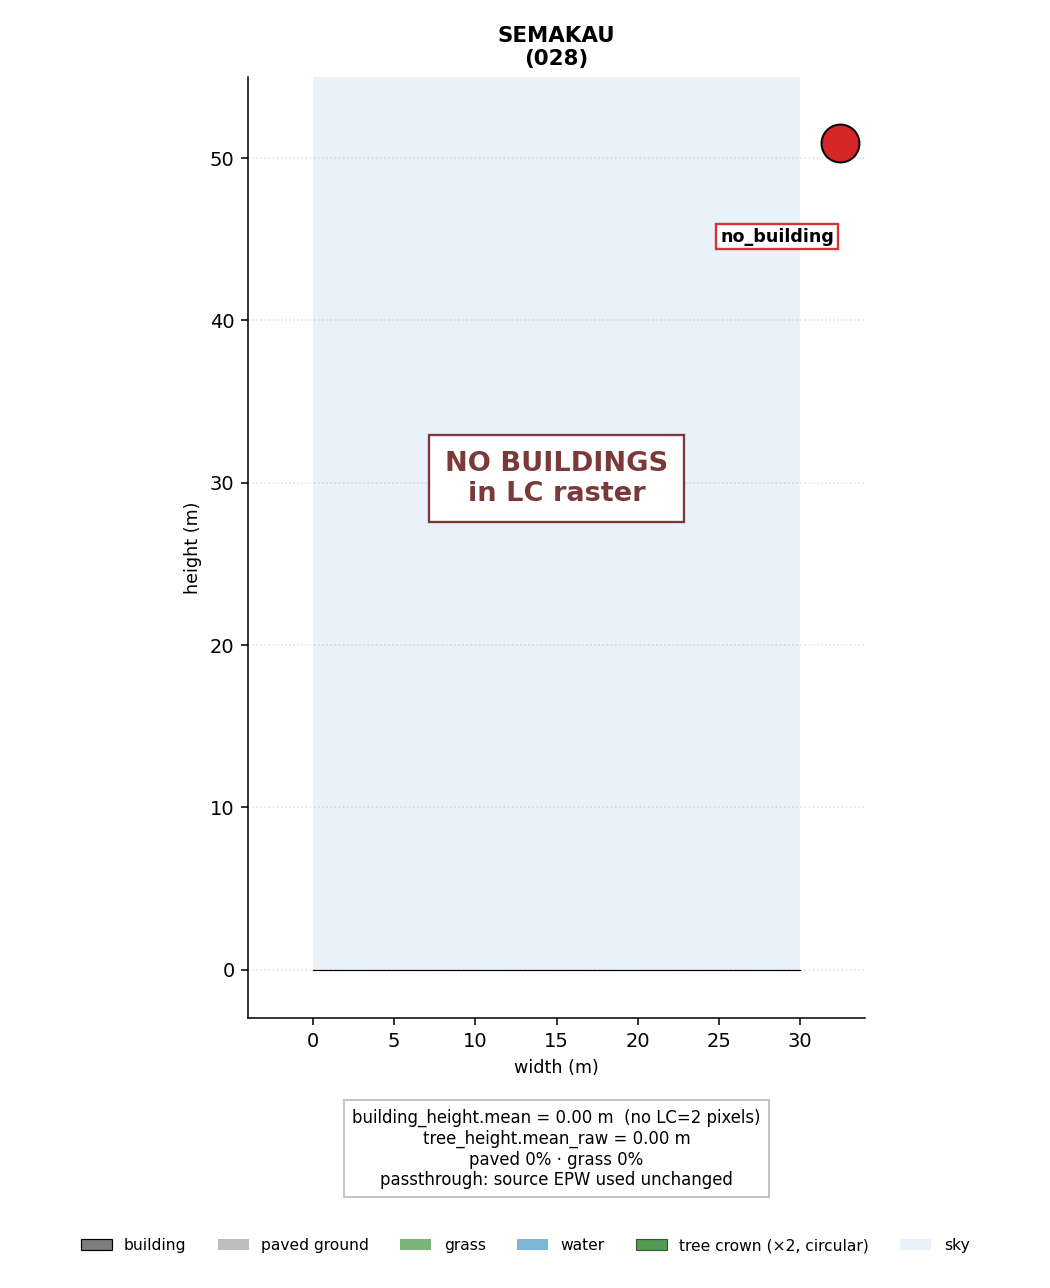 SEMAKAU
(028)
50
40
30
20
10
0
height (m)
no_building
NO BUILDINGS
in LC raster
0 5 10 15 20 25 30
width (m)
building_height.mean = 0.00 m (no LC=2 pixels)
tree_height.mean_raw = 0.00 m
paved 0% · grass 0%
passthrough: source EPW used unchanged
building paved ground grass water tree crown (×2, circular) sky